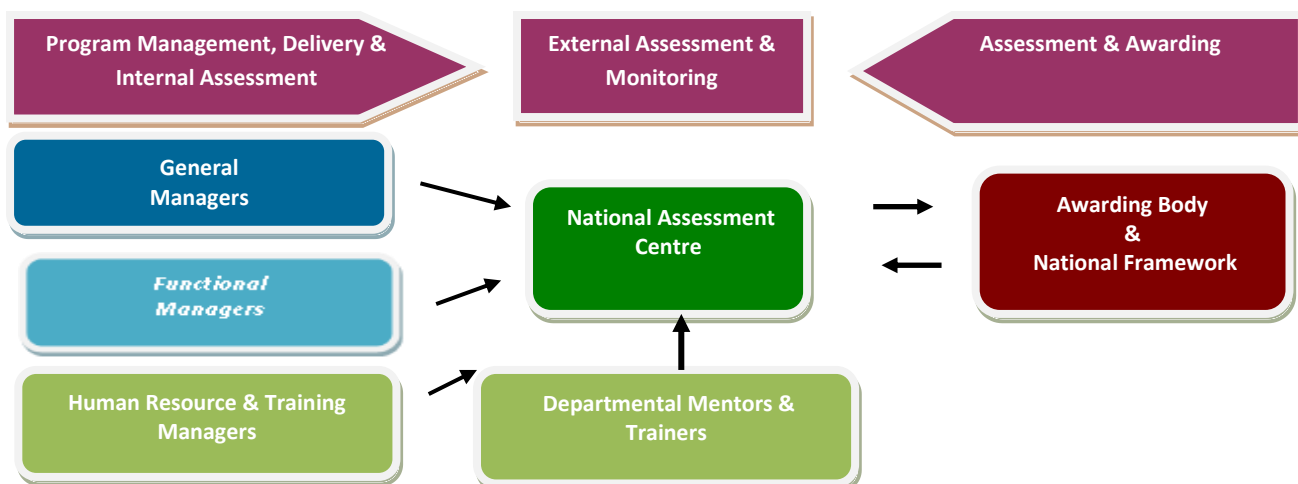 Program Management, Delivery &
Internal Assessment
External Assessment &
Monitoring
Assessment & Awarding
General
Managers
National Assessment
Centre
Awarding Body
&
National Framework
Functional
Managers
Human Resource & Training
Managers
Departmental Mentors &
Trainers